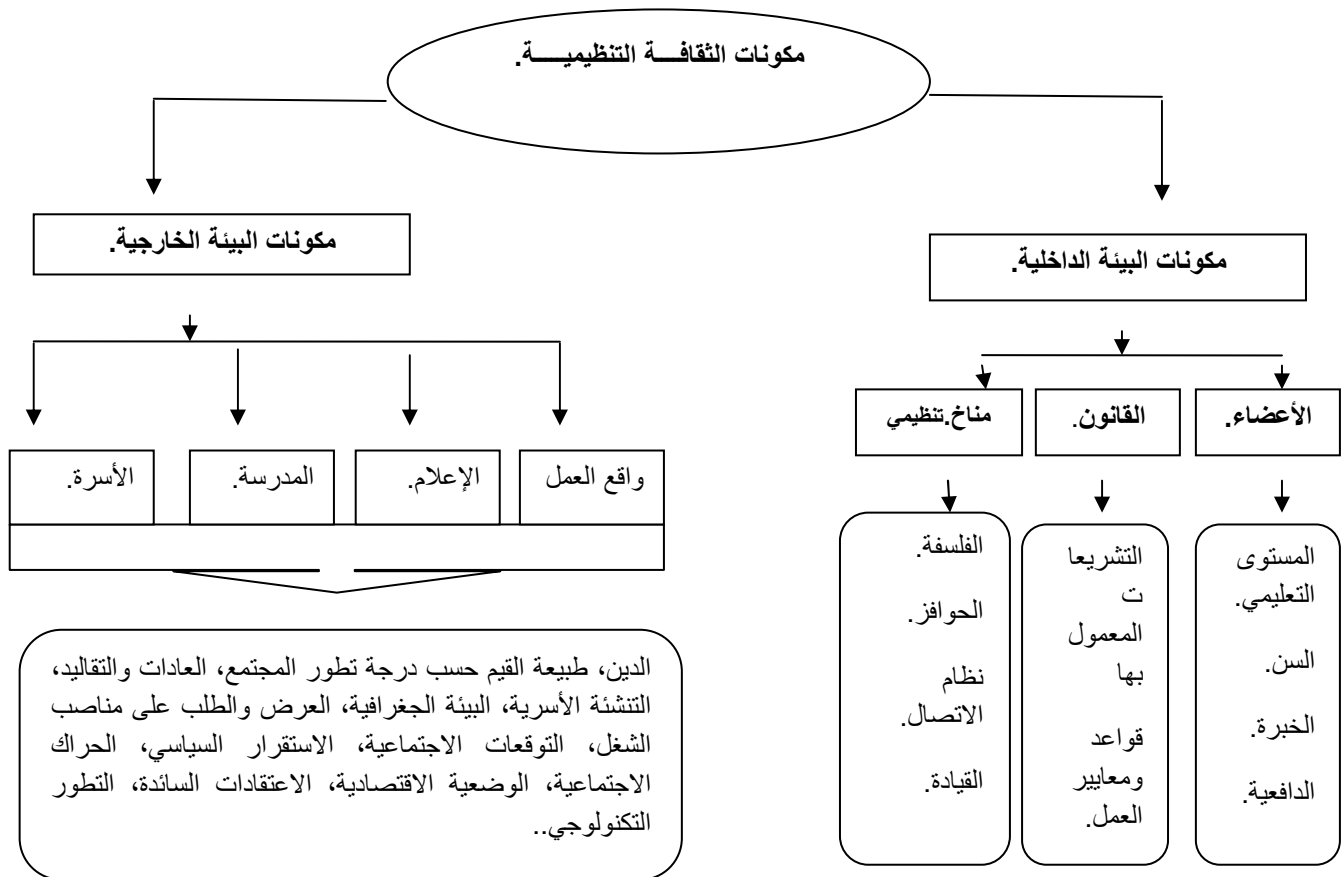 مكونات الثقافـــة التنظيميـــــة.
مكونات البيئة الداخلية.
مكونات البيئة الخارجية.
الأعضاء.
القانون.
مناخ.تنظيمي
المستوى
التعليمي.
السن.
الخبرة.
الدافعية.
التشريعا
ت
المعمول
بها
قواعد
ومعايير
العمل.
الفلسفة.
الحوافز.
نظام
الاتصال.
القيادة.
واقع العمل
الإعلام.
المدرسة.
الأسرة.
الدين، طبيعة القيم حسب درجة تطور المجتمع، العادات والتقاليد،
التنشئة الأسرية، البيئة الجغرافية، العرض والطلب على مناصب
الشغل، التوقعات الاجتماعية، الاستقرار السياسي، الحراك
الاجتماعية، الوضعية الاقتصادية، الاعتقادات السائدة، التطور
التكنولوجي..